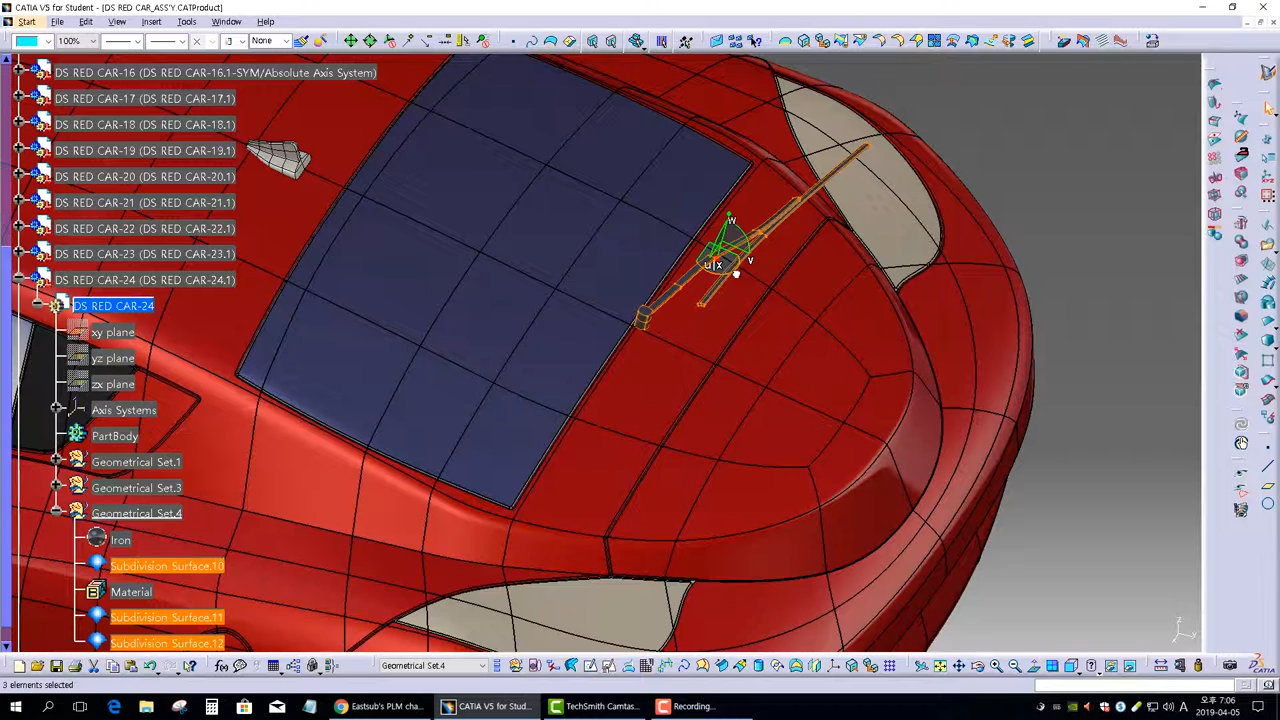 CATIA V5 for Student - [DS RED CAR_ASS'Y.CATProduct]
Start File Edit View Insert Tools Window Help
100% 3 None
DS RED CAR-16 (DS RED CAR-16.1-SYM/Absolute Axis System)
DS RED CAR-17 (DS RED CAR-17.1)
DS RED CAR-18 (DS RED CAR-18.1)
DS RED CAR-19 (DS RED CAR-19.1)
DS RED CAR-20 (DS RED CAR-20.1)
DS RED CAR-21 (DS RED CAR-21.1)
DS RED CAR-22 (DS RED CAR-22.1)
DS RED CAR-23 (DS RED CAR-23.1)
DS RED CAR-24 (DS RED CAR-24.1)
DS RED CAR-24
xy plane
yz plane
zx plane
Axis Systems
PartBody
Geometrical Set.1
Geometrical Set.3
Geometrical Set.4
Iron
Subdivision Surface.10
Material
Subdivision Surface.11
Subdivision Surface.12
w
v
u x
z
x
Geometrical Set.4
CATIA
3 elements selected
Eastsub's PLM cha...
CATIA V5 for Stude...
TechSmith Camtas...
Recording...
A
오후 7:06
2019-04-05